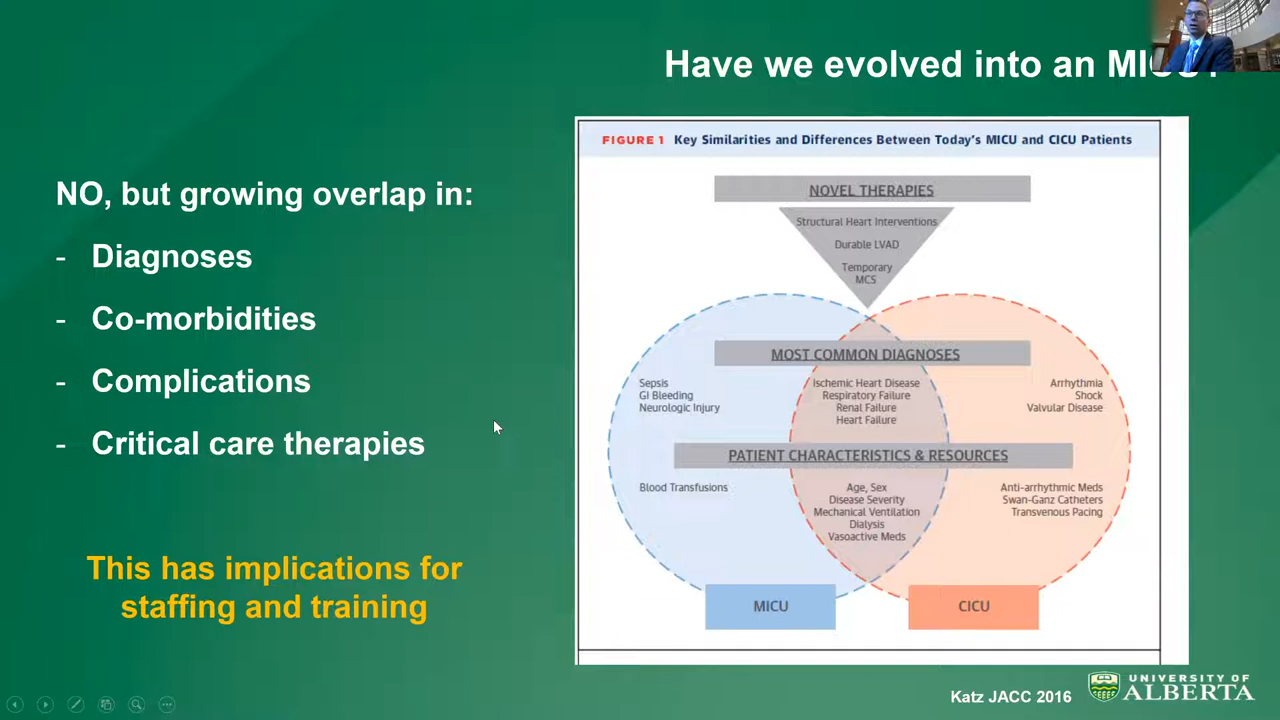 Have we evolved into an
NO, but growing overlap in:
- Diagnoses
- Co-morbidities
- Complications
- Critical care therapies
This has implications for
staffing and training
FIGURE 1 Key Similarities and Differences Between Today's MICU and CICU Patients
NOVEL THERAPIES
Structural Heart Interventions
Durable LVAD
Temporary
MCS
MOST COMMON DIAGNOSES
Sepsis
GI Bleeding
Neurologic Injury
Ischemic Heart Disease
Respiratory Failure
Renal Failure
Heart Failure
Arrhythmia
Shock
Valvular Disease
PATIENT CHARACTERISTICS & RESOURCES
Blood Transfusions
Age, Sex
Disease Severity
Mechanical Ventilation
Dialysis
Vasoactive Meds
Anti-arrhythmic Meds
Swan-Ganz Catheters
Transvenous Pacing
MICU
CICU
Katz JACC 2016
UNIVERSITY OF
ALBERTA